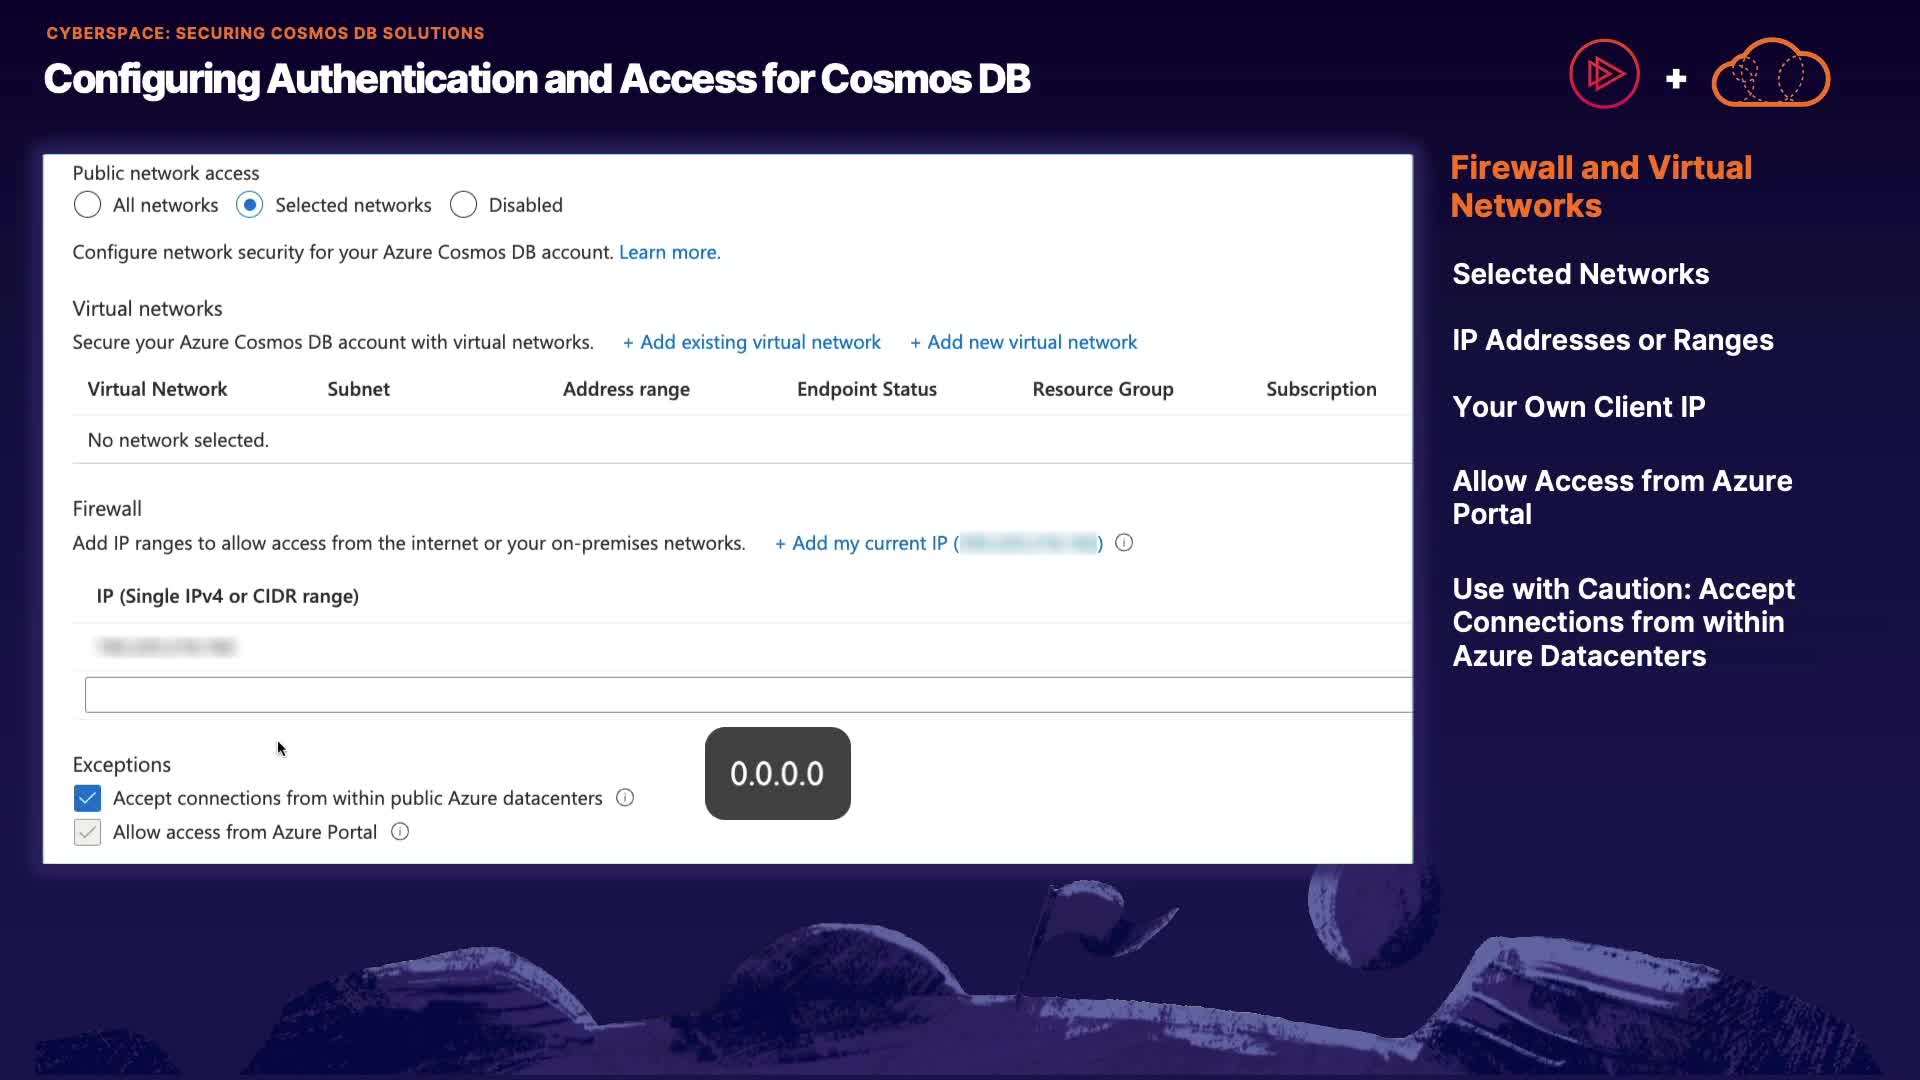 CYBERSPACE: SECURING COSMOS DB SOLUTIONS
Configuring Authentication and Access for Cosmos DB
+
Public network access
All networks Selected networks Disabled
Configure network security for your Azure Cosmos DB account. Learn more.
Virtual networks
Secure your Azure Cosmos DB account with virtual networks. + Add existing virtual network + Add new virtual network
Virtual Network Subnet Address range Endpoint Status Resource Group Subscription
No network selected.
Firewall
Add IP ranges to allow access from the internet or your on-premises networks. + Add my current IP ( )
IP (Single IPv4 or CIDR range)
Exceptions
Accept connections from within public Azure datacenters
Allow access from Azure Portal
0.0.0.0
Firewall and Virtual
Networks
Selected Networks
IP Addresses or Ranges
Your Own Client IP
Allow Access from Azure
Portal
Use with Caution: Accept
Connections from within
Azure Datacenters